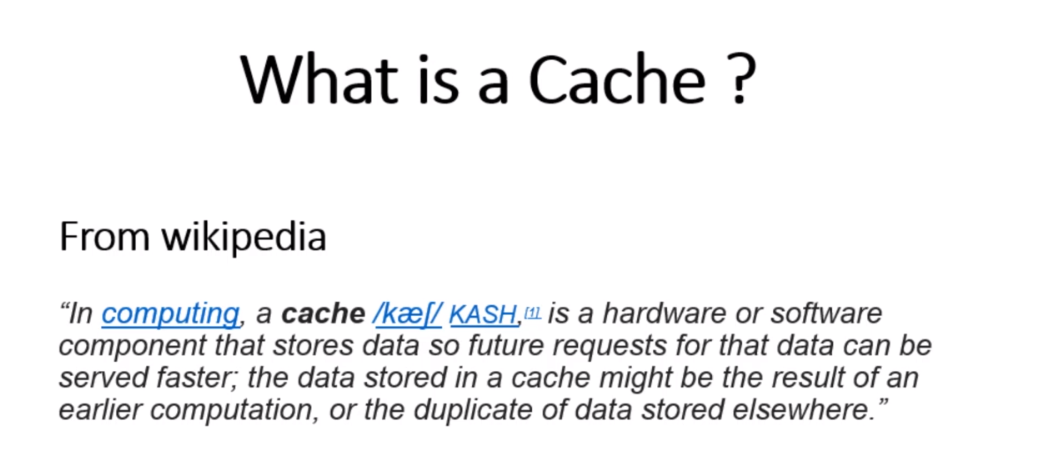 What is a Cache ?
From wikipedia
“In computing, a cache /kæʃ/ KASH,[1] is a hardware or software
component that stores data so future requests for that data can be
served faster; the data stored in a cache might be the result of an
earlier computation, or the duplicate of data stored elsewhere.”